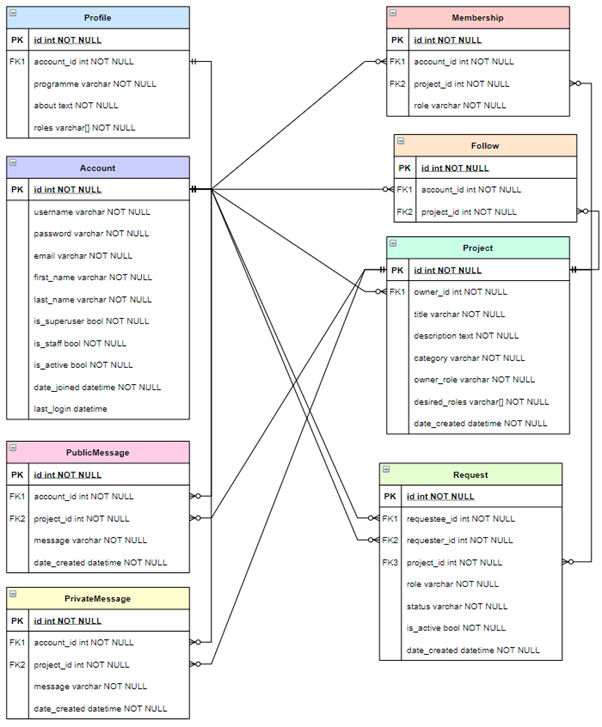 Profile
PK id int NOT NULL
FK1 account_id int NOT NULL
programme varchar NOT NULL
about text NOT NULL
roles varchar[] NOT NULL
Account
PK id int NOT NULL
username varchar NOT NULL
password varchar NOT NULL
email varchar NOT NULL
first_name varchar NOT NULL
last_name varchar NOT NULL
is_superuser bool NOT NULL
is_staff bool NOT NULL
is_active bool NOT NULL
date_joined datetime NOT NULL
last_login datetime
PublicMessage
PK id int NOT NULL
FK1 account_id int NOT NULL
FK2 project_id int NOT NULL
message varchar NOT NULL
date_created datetime NOT NULL
PrivateMessage
PK id int NOT NULL
FK1 account_id int NOT NULL
FK2 project_id int NOT NULL
message varchar NOT NULL
date_created datetime NOT NULL
Membership
PK id int NOT NULL
FK1 account_id int NOT NULL
FK2 project_id int NOT NULL
role varchar NOT NULL
Follow
PK id int NOT NULL
FK1 account_id int NOT NULL
FK2 project_id int NOT NULL
Project
PK id int NOT NULL
FK1 owner_id int NOT NULL
title varchar NOT NULL
description text NOT NULL
category varchar NOT NULL
owner_role varchar NOT NULL
desired_roles varchar[] NOT NULL
date_created datetime NOT NULL
Request
PK id int NOT NULL
FK1 requestee_id int NOT NULL
FK2 requester_id int NOT NULL
FK3 project_id int NOT NULL
role varchar NOT NULL
status varchar NOT NULL
is_active bool NOT NULL
date_created datetime NOT NULL